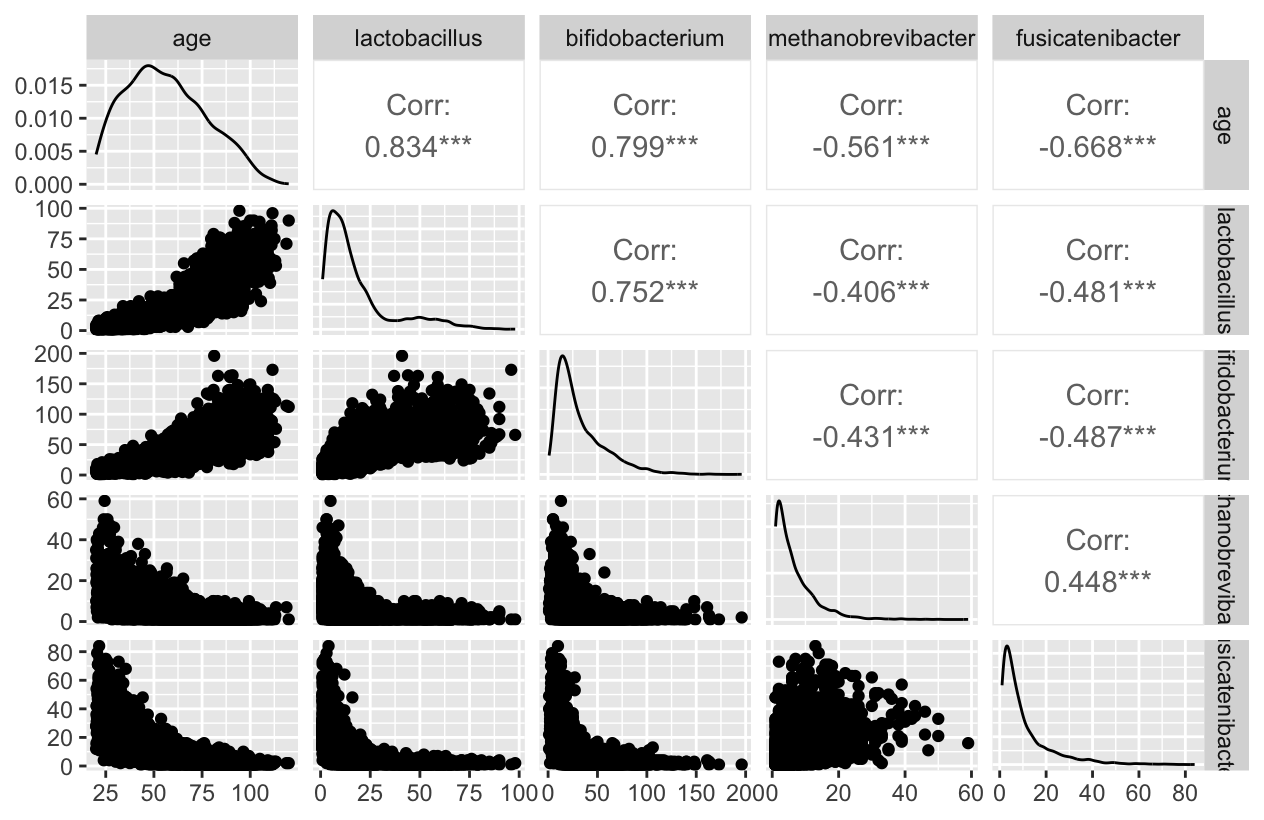 age lactobacillus bifidobacterium methanobrevibacter fusicatenibacter
0.015
0.010
0.005
0.000
Corr:
0.834***
Corr:
0.799***
Corr:
-0.561***
Corr:
-0.668***
age
100
75
50
25
0
Corr:
0.752***
Corr:
-0.406***
Corr:
-0.481***
lactobacillus
200
150
100
50
0
Corr:
-0.431***
Corr:
-0.487***
ifidobacteriun
60
40
20
0
Corr:
0.448***
hanobreviba
80
60
40
20
0
sicatenibact
25 50 75 100 0 25 50 75 100 0 50 100 150 200 0 20 40 60 0 20 40 60 80